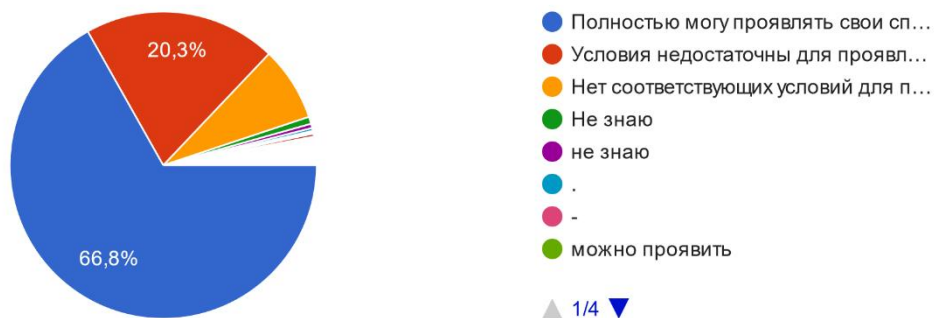 20,3%
66,8%
Полностью могу проявлять свои сп…
Условия недостаточны для проявл…
Нет соответствующих условий для п…
Не знаю
не знаю
.
-
можно проявить
1/4